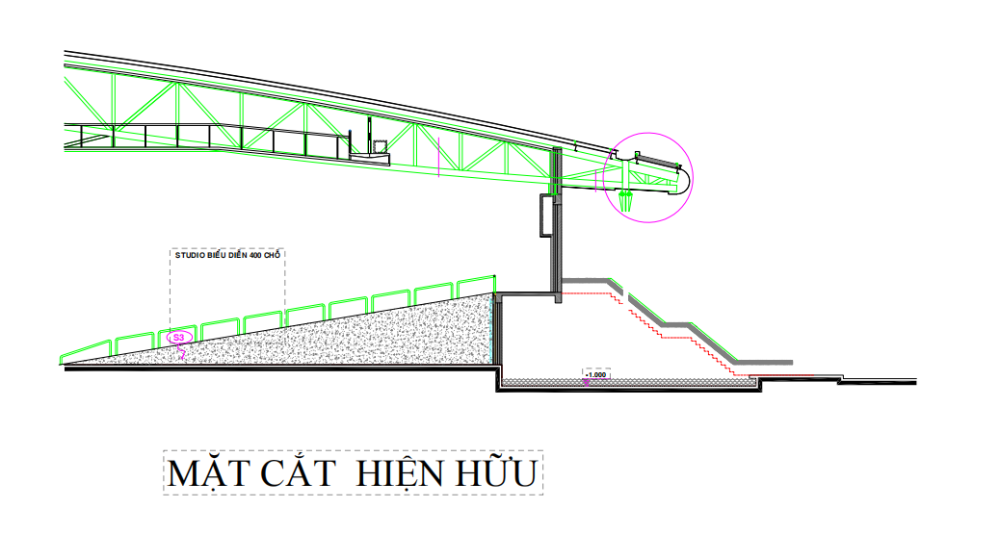 STUDIO BIỂU DIỄN 400 CHỖ
S3
-1.000
MẶT CẮT HIỆN HỮU